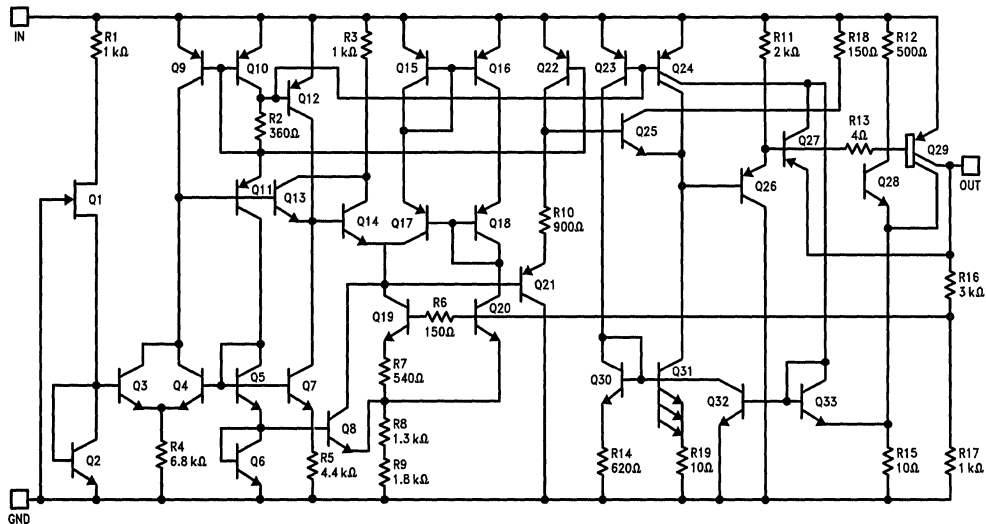 IN
R1
1 kΩ
Q9
Q10
Q12
R2
360Ω
R3
1 kΩ
Q15
Q16
Q22
Q23
Q24
R11
2 kΩ
R18
150Ω
R12
500Ω
Q25
Q27
R13
4Ω
Q29
OUT
Q1
Q11
Q13
Q14
Q17
Q18
R10
900Ω
Q26
Q28
Q21
R16
3 kΩ
Q19
R6
150Ω
Q20
Q3
Q4
Q5
Q7
R7
540Ω
Q30
Q31
Q32
Q33
Q8
R8
1.3 kΩ
Q2
R4
6.8 kΩ
Q6
R5
4.4 kΩ
R9
1.8 kΩ
R14
620Ω
R19
10Ω
R15
10Ω
R17
1 kΩ
GND